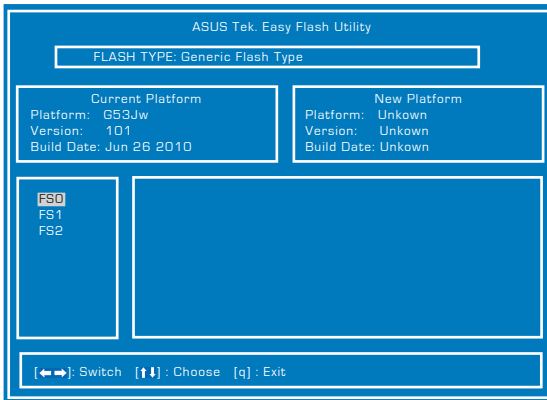 ASUS Tek. Easy Flash Utility
FLASH TYPE: Generic Flash Type
Current Platform
Platform: G53Jw
Version: 101
Build Date: Jun 26 2010
New Platform
Platform: Unkown
Version: Unkown
Build Date: Unkown
FS0
FS1
FS2
[←→]: Switch [↑↓] : Choose [q] : Exit